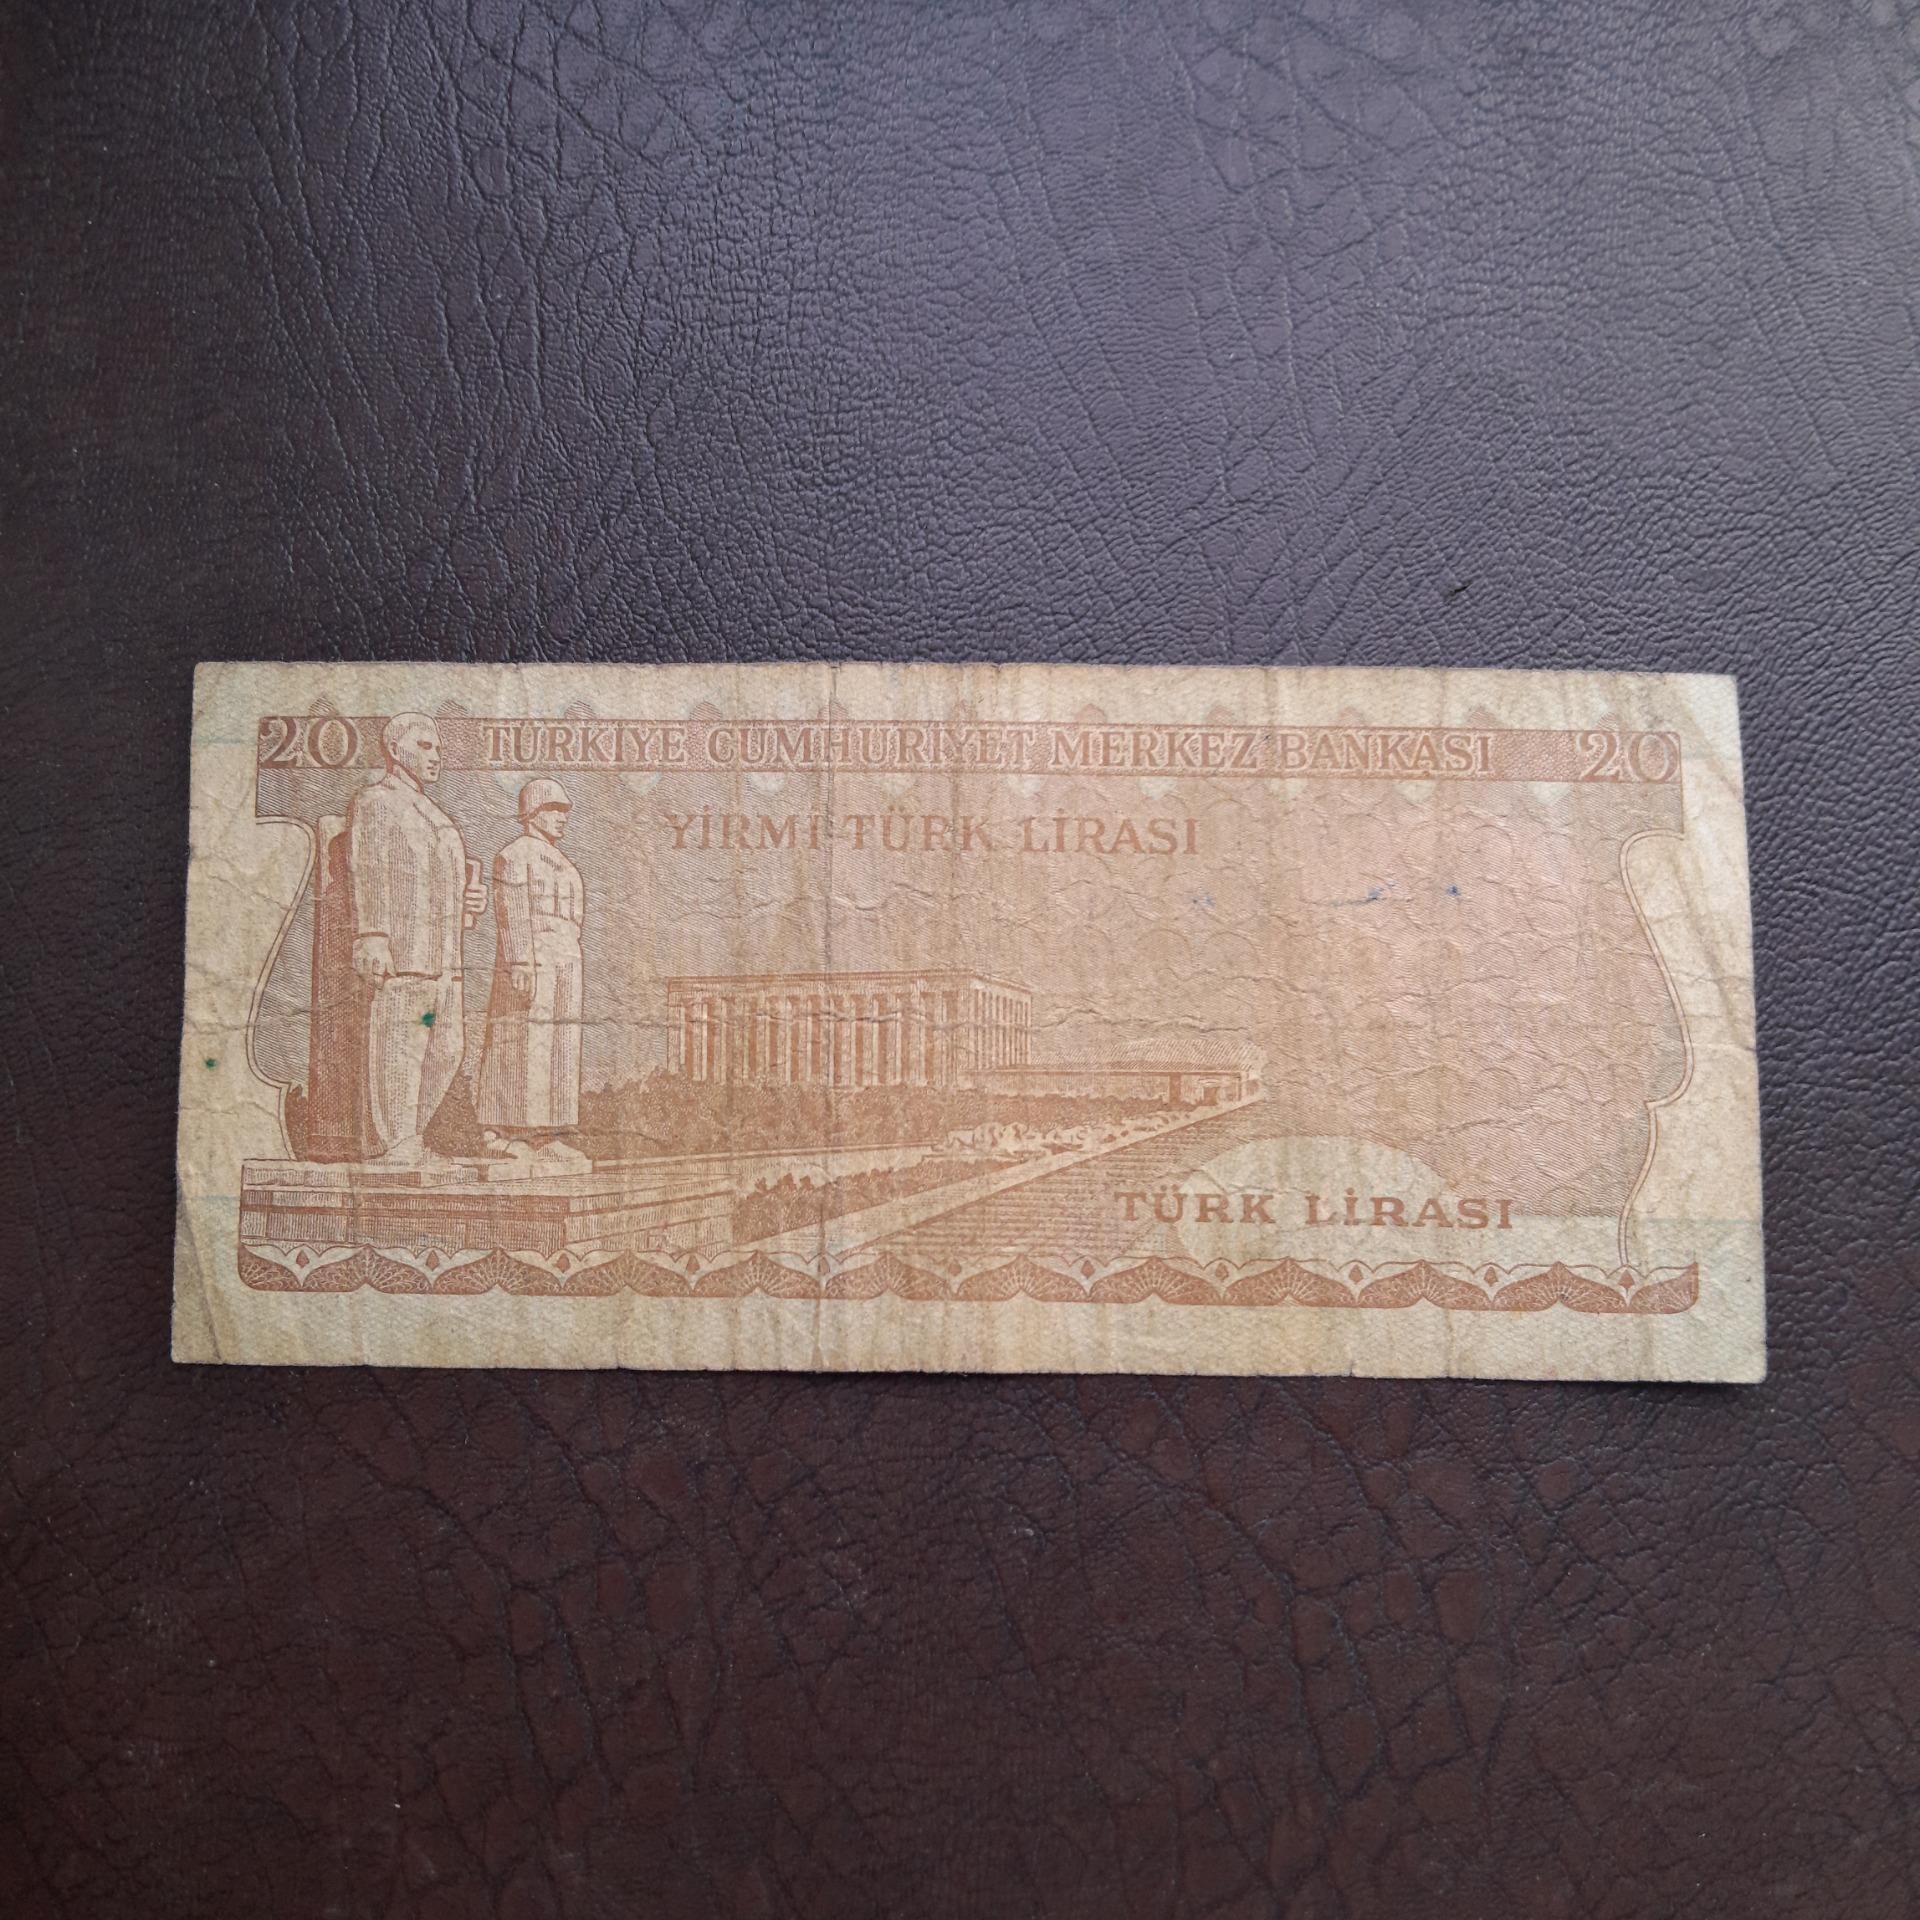 20 TÜRKİYE CUMHURİYET MERKEZ BANKASI 20
YİRMİ TÜRK LİRASI
TÜRK LİRASI